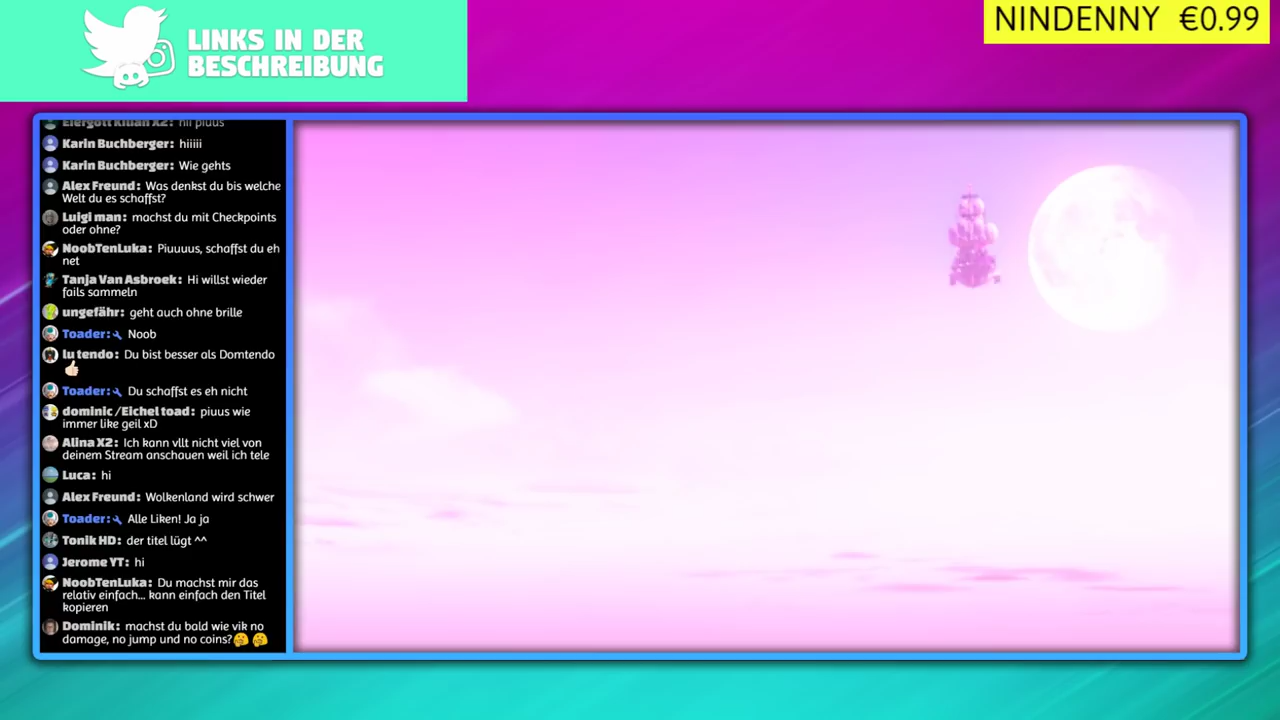 LINKS IN DER
BESCHREIBUNG
NINDENNY €0.99
Eiergott Kilian X2: hii piuus
Karin Buchberger: hiiiii
Karin Buchberger: Wie gehts
Alex Freund: Was denkst du bis welche
Welt du es schaffst?
Luigi man: machst du mit Checkpoints
oder ohne?
NoobTenLuka: Piuuuus, schaffst du eh
net
Tanja Van Asbroek: Hi willst wieder
fails sammeln
ungefähr: geht auch ohne brille
Toader: Noob
lu tendo: Du bist besser als Domtendo
👍🏻
Toader: Du schaffst es eh nicht
dominic /Eichel toad: piuus wie
immer like geil xD
Alina X2: Ich kann vllt nicht viel von
deinem Stream anschauen weil ich tele
Luca: hi
Alex Freund: Wolkenland wird schwer
Toader: Alle Liken! Ja ja
Tonik HD: der titel lügt ^^
Jerome YT: hi
NoobTenLuka: Du machst mir das
relativ einfach... kann einfach den Titel
kopieren
Dominik: machst du bald wie vik no
damage, no jump und no coins?🤔 🤔